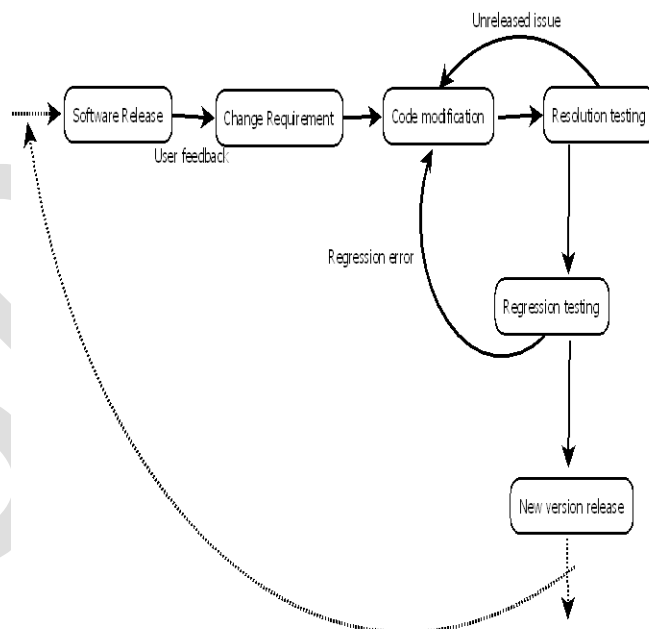 Unreleased issue
Software Release
Change Requirement
Code modification
Resolution testing
User feedback
Regression error
Regression testing
New version release